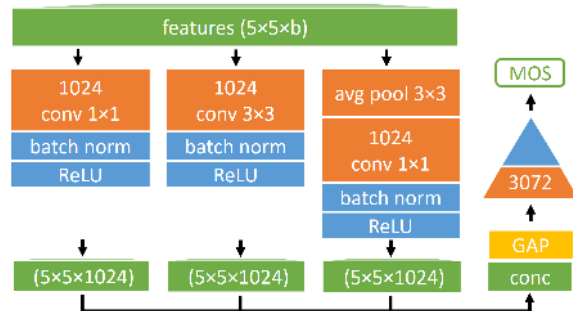 features (5×5×b)
1024
conv 1×1
batch norm
ReLU
1024
conv 3×3
batch norm
ReLU
avg pool 3×3
1024
conv 1×1
batch norm
ReLU
(5×5×1024)
(5×5×1024)
(5×5×1024)
MOS
3072
GAP
conc